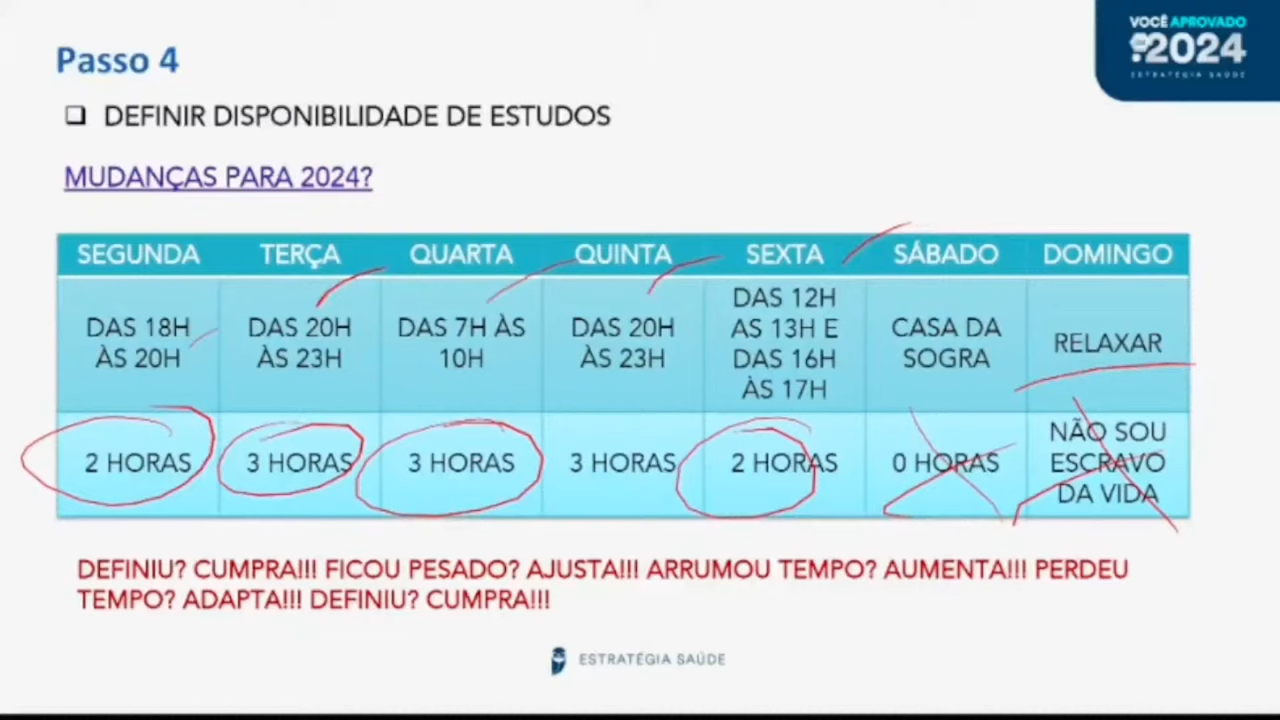 VOCÊ APROVADO
2024
ESTRATÉGIA SAÚDE
Passo 4
DEFINIR DISPONIBILIDADE DE ESTUDOS
MUDANÇAS PARA 2024?
SEGUNDA TERÇA QUARTA QUINTA SEXTA SÁBADO DOMINGO
DAS 18H
ÀS 20H
DAS 20H
ÀS 23H
DAS 7H ÀS
10H
DAS 20H
ÀS 23H
DAS 12H
AS 13H E
DAS 16H
ÀS 17H
CASA DA
SOGRA
RELAXAR
2 HORAS
3 HORAS
3 HORAS
3 HORAS
2 HORAS
0 HORAS
NÃO SOU
ESCRAVO
DA VIDA
DEFINIU? CUMPRA!!! FICOU PESADO? AJUSTA!!! ARRUMOU TEMPO? AUMENTA!!! PERDEU
TEMPO? ADAPTA!!! DEFINIU? CUMPRA!!!
ESTRATÉGIA SAÚDE